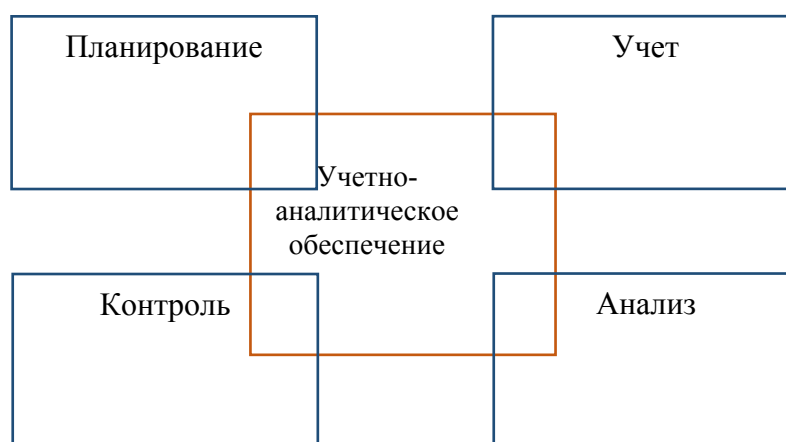 Планирование
Учет
Учетно-
аналитическое
обеспечение
Контроль
Анализ